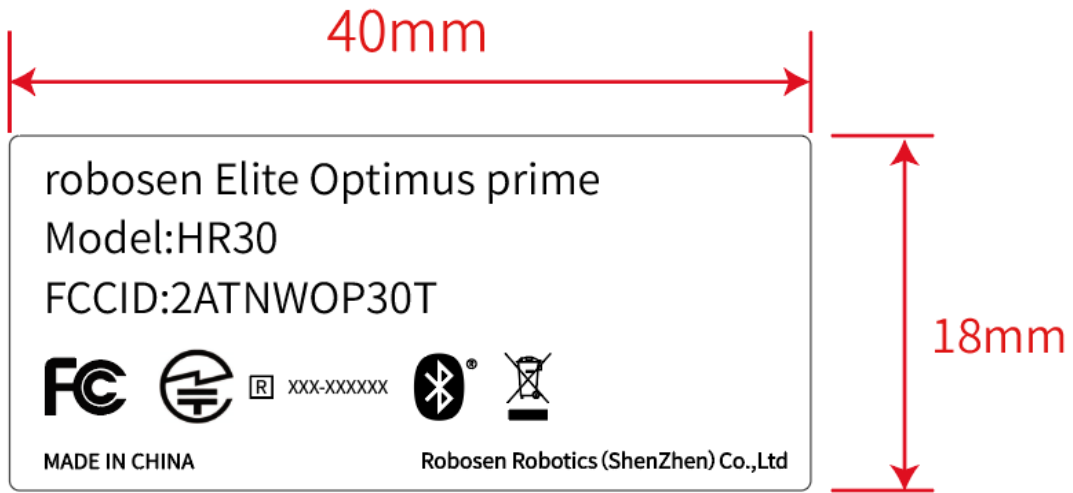 40mm
robosen Elite Optimus prime
Model:HR30
FCCID:2ATNWOP30T
18mm
FC R XXX-XXXXXX ®
MADE IN CHINA Robosen Robotics (ShenZhen) Co.,Ltd